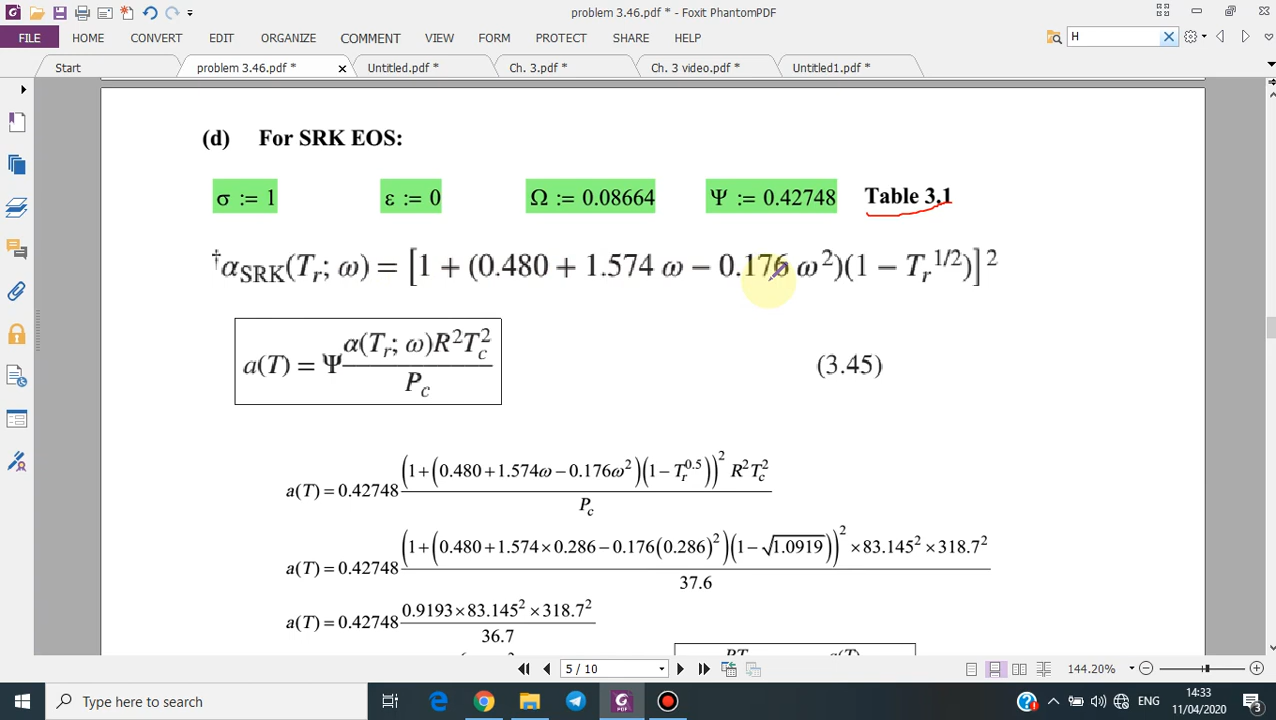 problem 3.46.pdf * - Foxit PhantomPDF
FILE HOME CONVERT EDIT ORGANIZE COMMENT VIEW FORM PROTECT SHARE HELP H
Start problem 3.46.pdf * Untitled.pdf * Ch. 3.pdf * Ch. 3 video.pdf * Untitled1.pdf *
(d) For SRK EOS:
σ := 1 ε := 0 Ω := 0.08664 Ψ := 0.42748 Table 3.1
†α_SRK(T_r; ω) = [1 + (0.480 + 1.574 ω − 0.176 ω²)(1 − T_r^1/2)]²
a(T) = Ψ α(T_r; ω)R²T_c² / P_c (3.45)
a(T) = 0.42748 (1+(0.480+1.574ω−0.176ω²)(1−T_r^0.5))² R²T_c² / P_c
a(T) = 0.42748 (1+(0.480+1.574×0.286−0.176(0.286)²)(1−√1.0919))² ×83.145²×318.7² / 37.6
a(T) = 0.42748 0.9193×83.145²×318.7² / 36.7
RT a(T)
5 / 10 144.20%
Type here to search ENG 14:33
11/04/2020 3